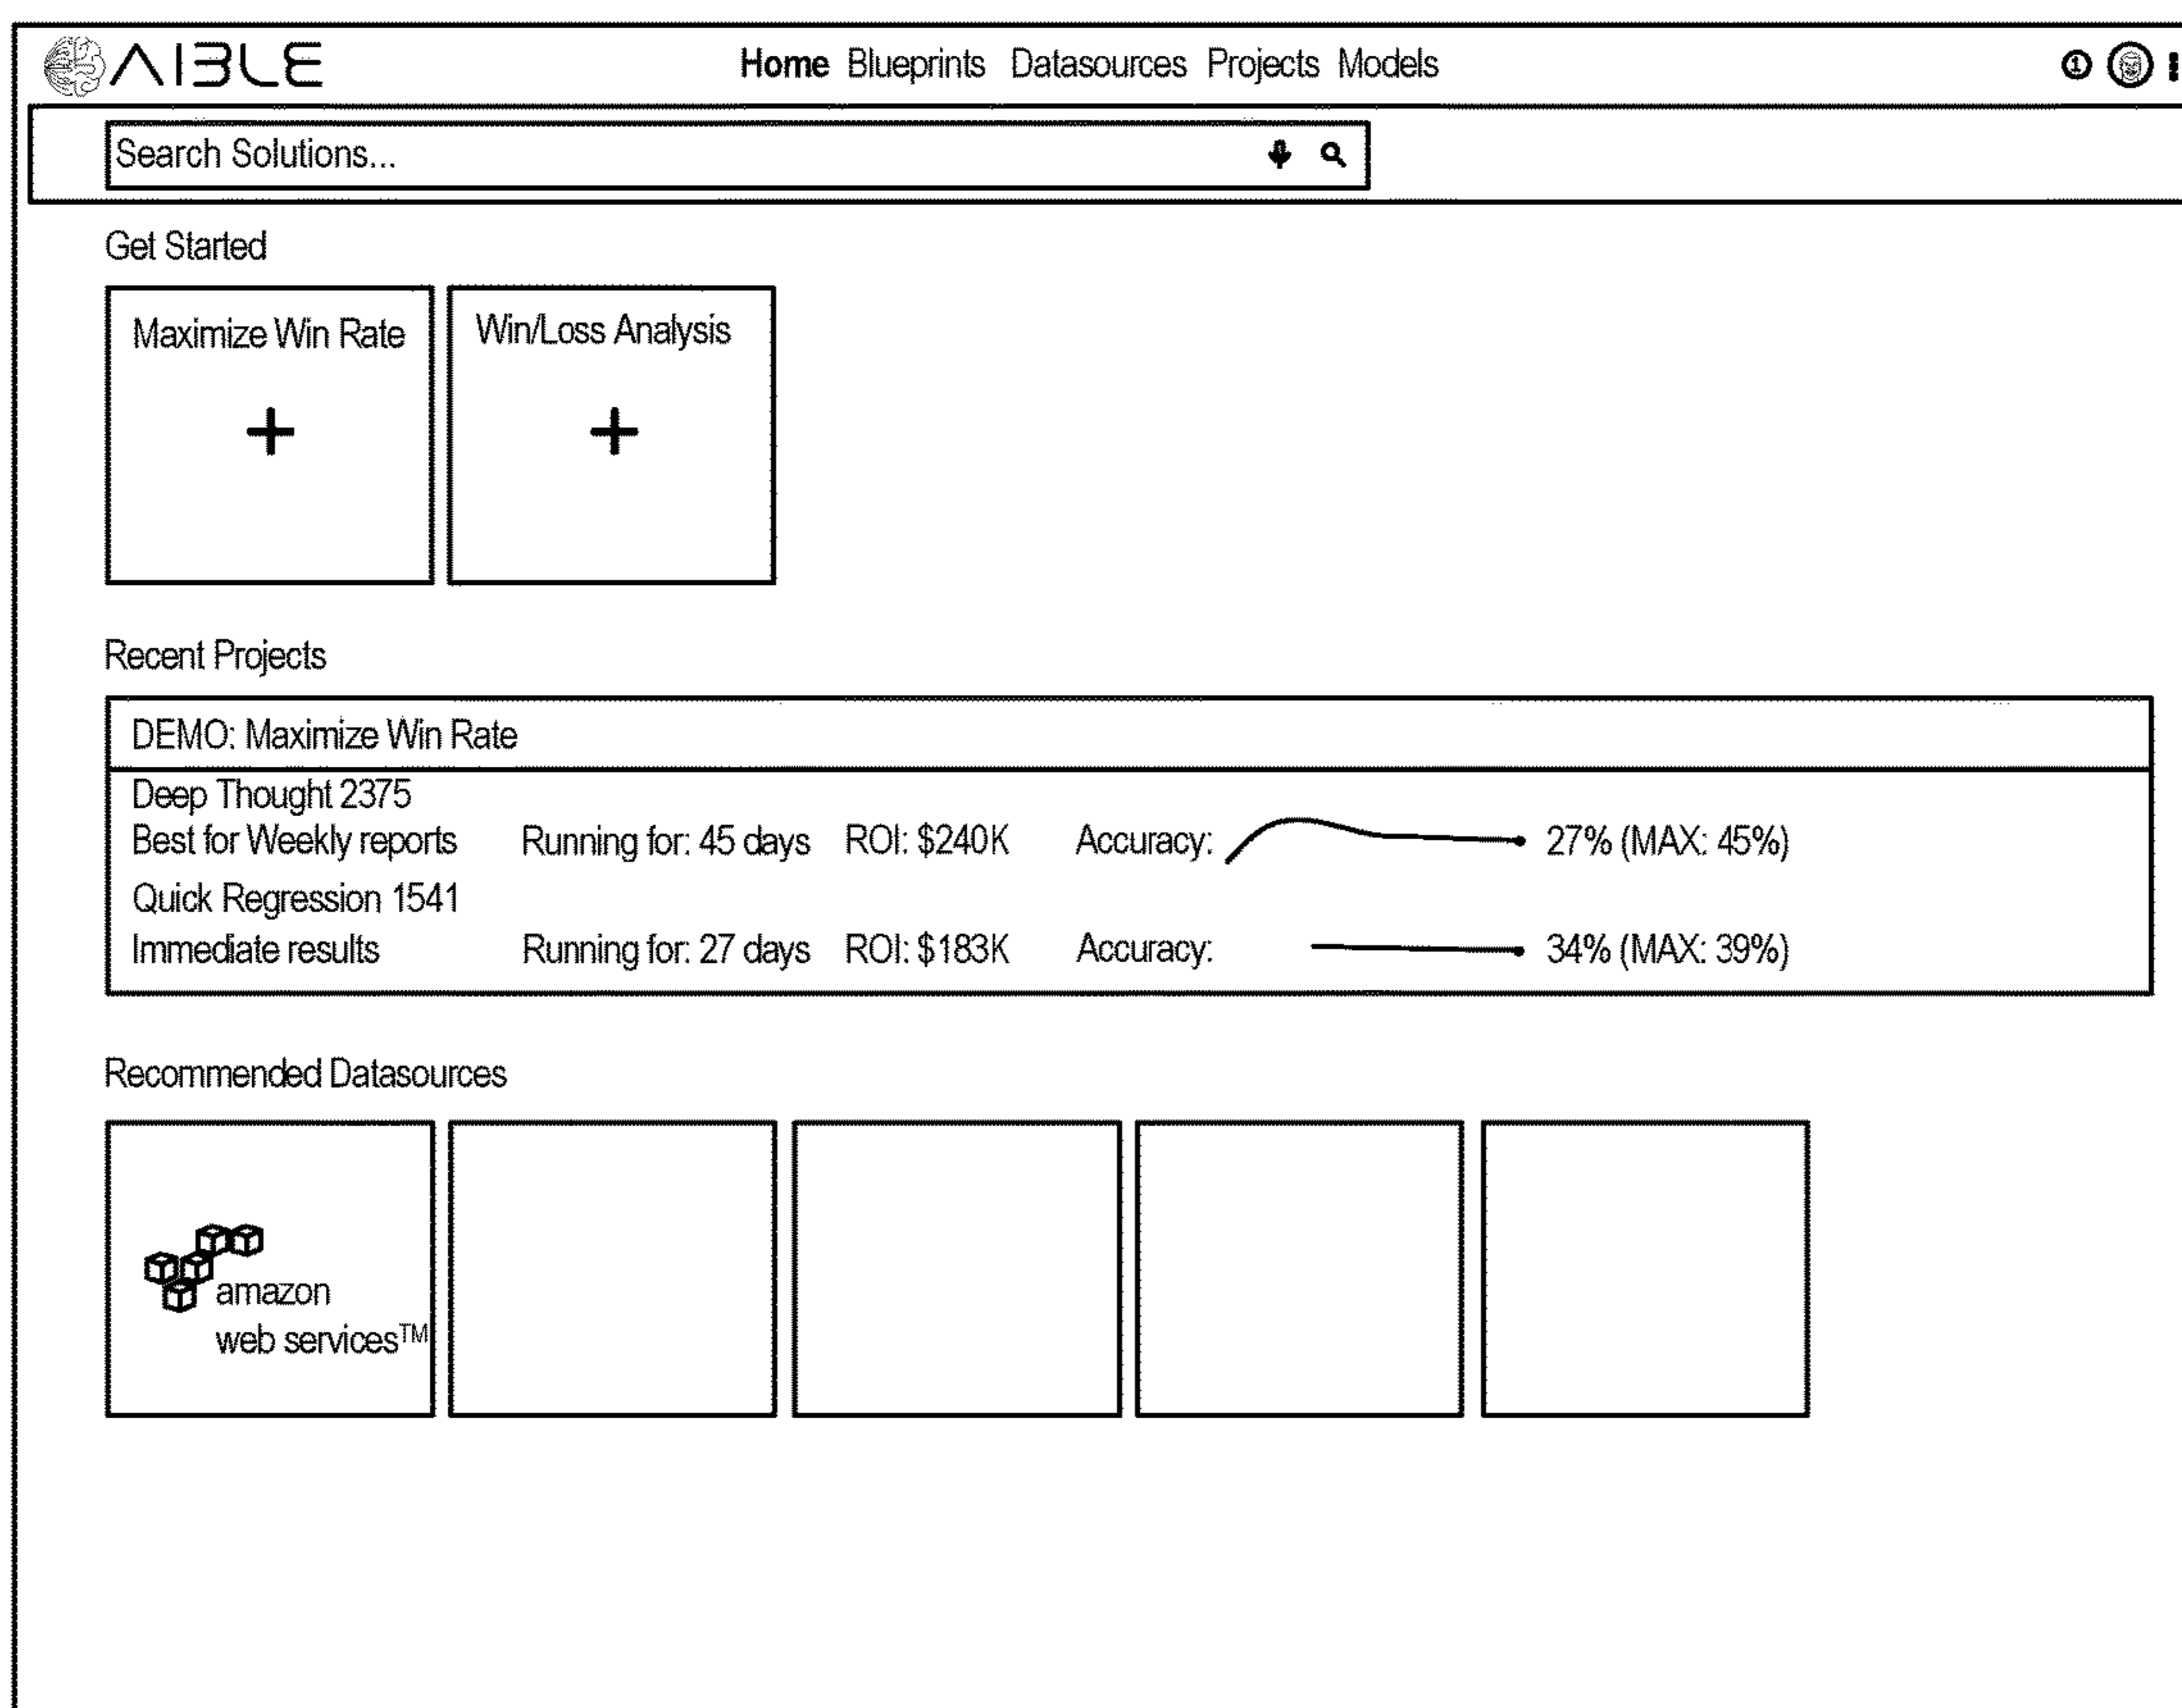 AIBLE Home Blueprints Datasources Projects Models 1
Search Solutions...
Get Started
Maximize Win Rate Win/Loss Analysis
+ +
Recent Projects
DEMO: Maximize Win Rate
Deep Thought 2375
Best for Weekly reports Running for: 45 days ROI: $240K Accuracy: 27% (MAX: 45%)
Quick Regression 1541
Immediate results Running for: 27 days ROI: $183K Accuracy: 34% (MAX: 39%)
Recommended Datasources
amazon
web services™